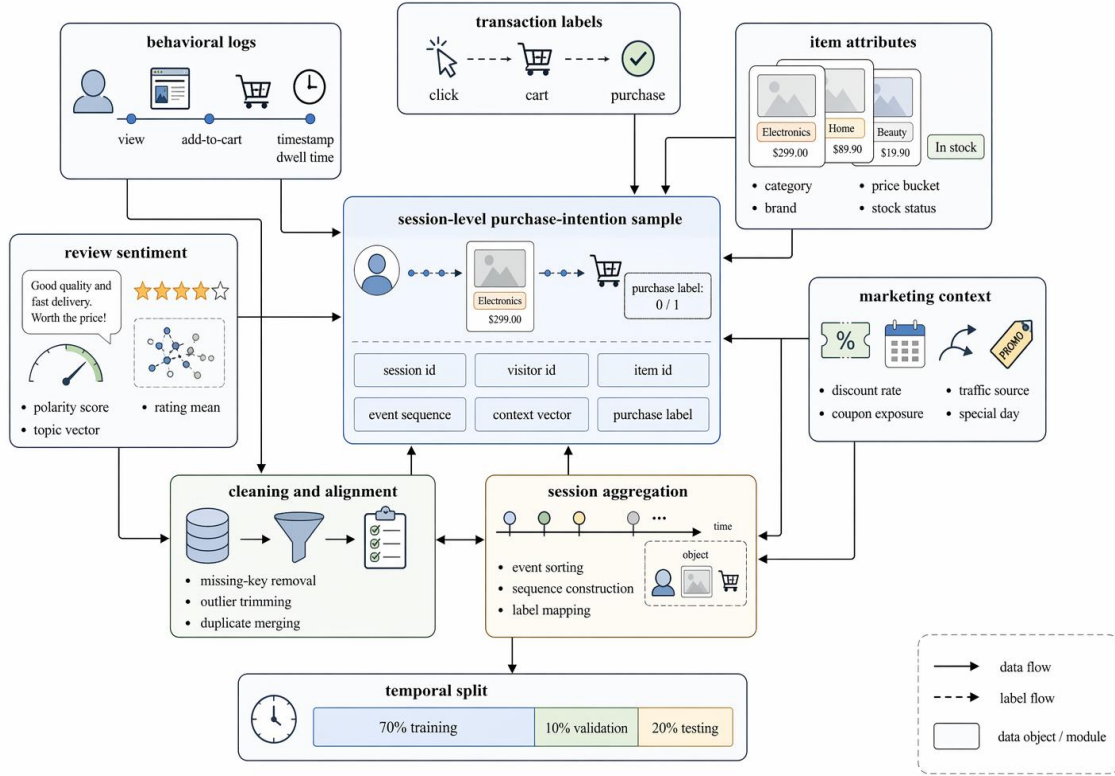 behavioral logs
view
add-to-cart
timestamp
dwell time
transaction labels
click
cart
purchase
item attributes
Electronics
$299.00
Home
$89.90
Beauty
$19.90
In stock
• category
• brand
• price bucket
• stock status
review sentiment
Good quality and
fast delivery.
Worth the price!
• polarity score
• topic vector
• rating mean
session-level purchase-intention sample
Electronics
$299.00
purchase label:
0 / 1
session id
visitor id
item id
event sequence
context vector
purchase label
marketing context
%
PROMO
• discount rate
• coupon exposure
• traffic source
• special day
cleaning and alignment
• missing-key removal
• outlier trimming
• duplicate merging
session aggregation
...
time
• event sorting
• sequence construction
• label mapping
object
temporal split
70% training
10% validation
20% testing
data flow
label flow
data object / module